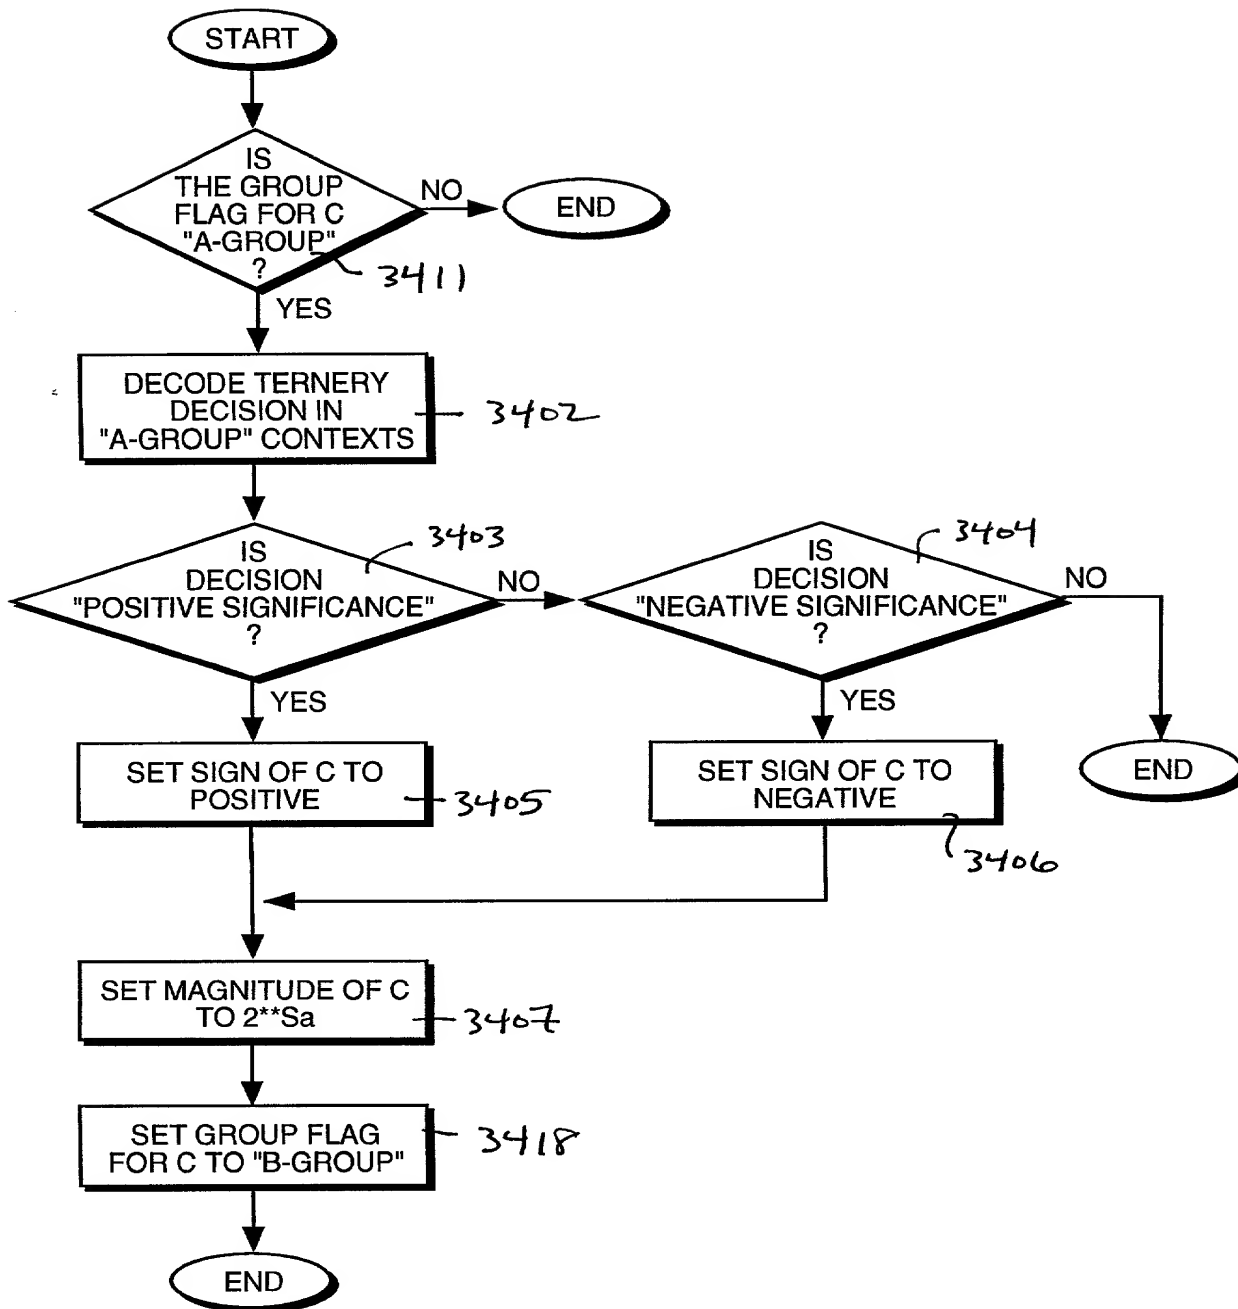 START
IS
THE GROUP
FLAG FOR C
"A-GROUP"
?
NO
END
3411
YES
DECODE TERNERY
DECISION IN
"A-GROUP" CONTEXTS
3402
IS
DECISION
"POSITIVE SIGNIFICANCE"
?
3403
NO
IS
DECISION
"NEGATIVE SIGNIFICANCE"
?
3404
NO
YES
YES
SET SIGN OF C TO
POSITIVE
3405
SET SIGN OF C TO
NEGATIVE
3406
END
SET MAGNITUDE OF C
TO 2**Sa
3407
SET GROUP FLAG
FOR C TO "B-GROUP"
3418
END